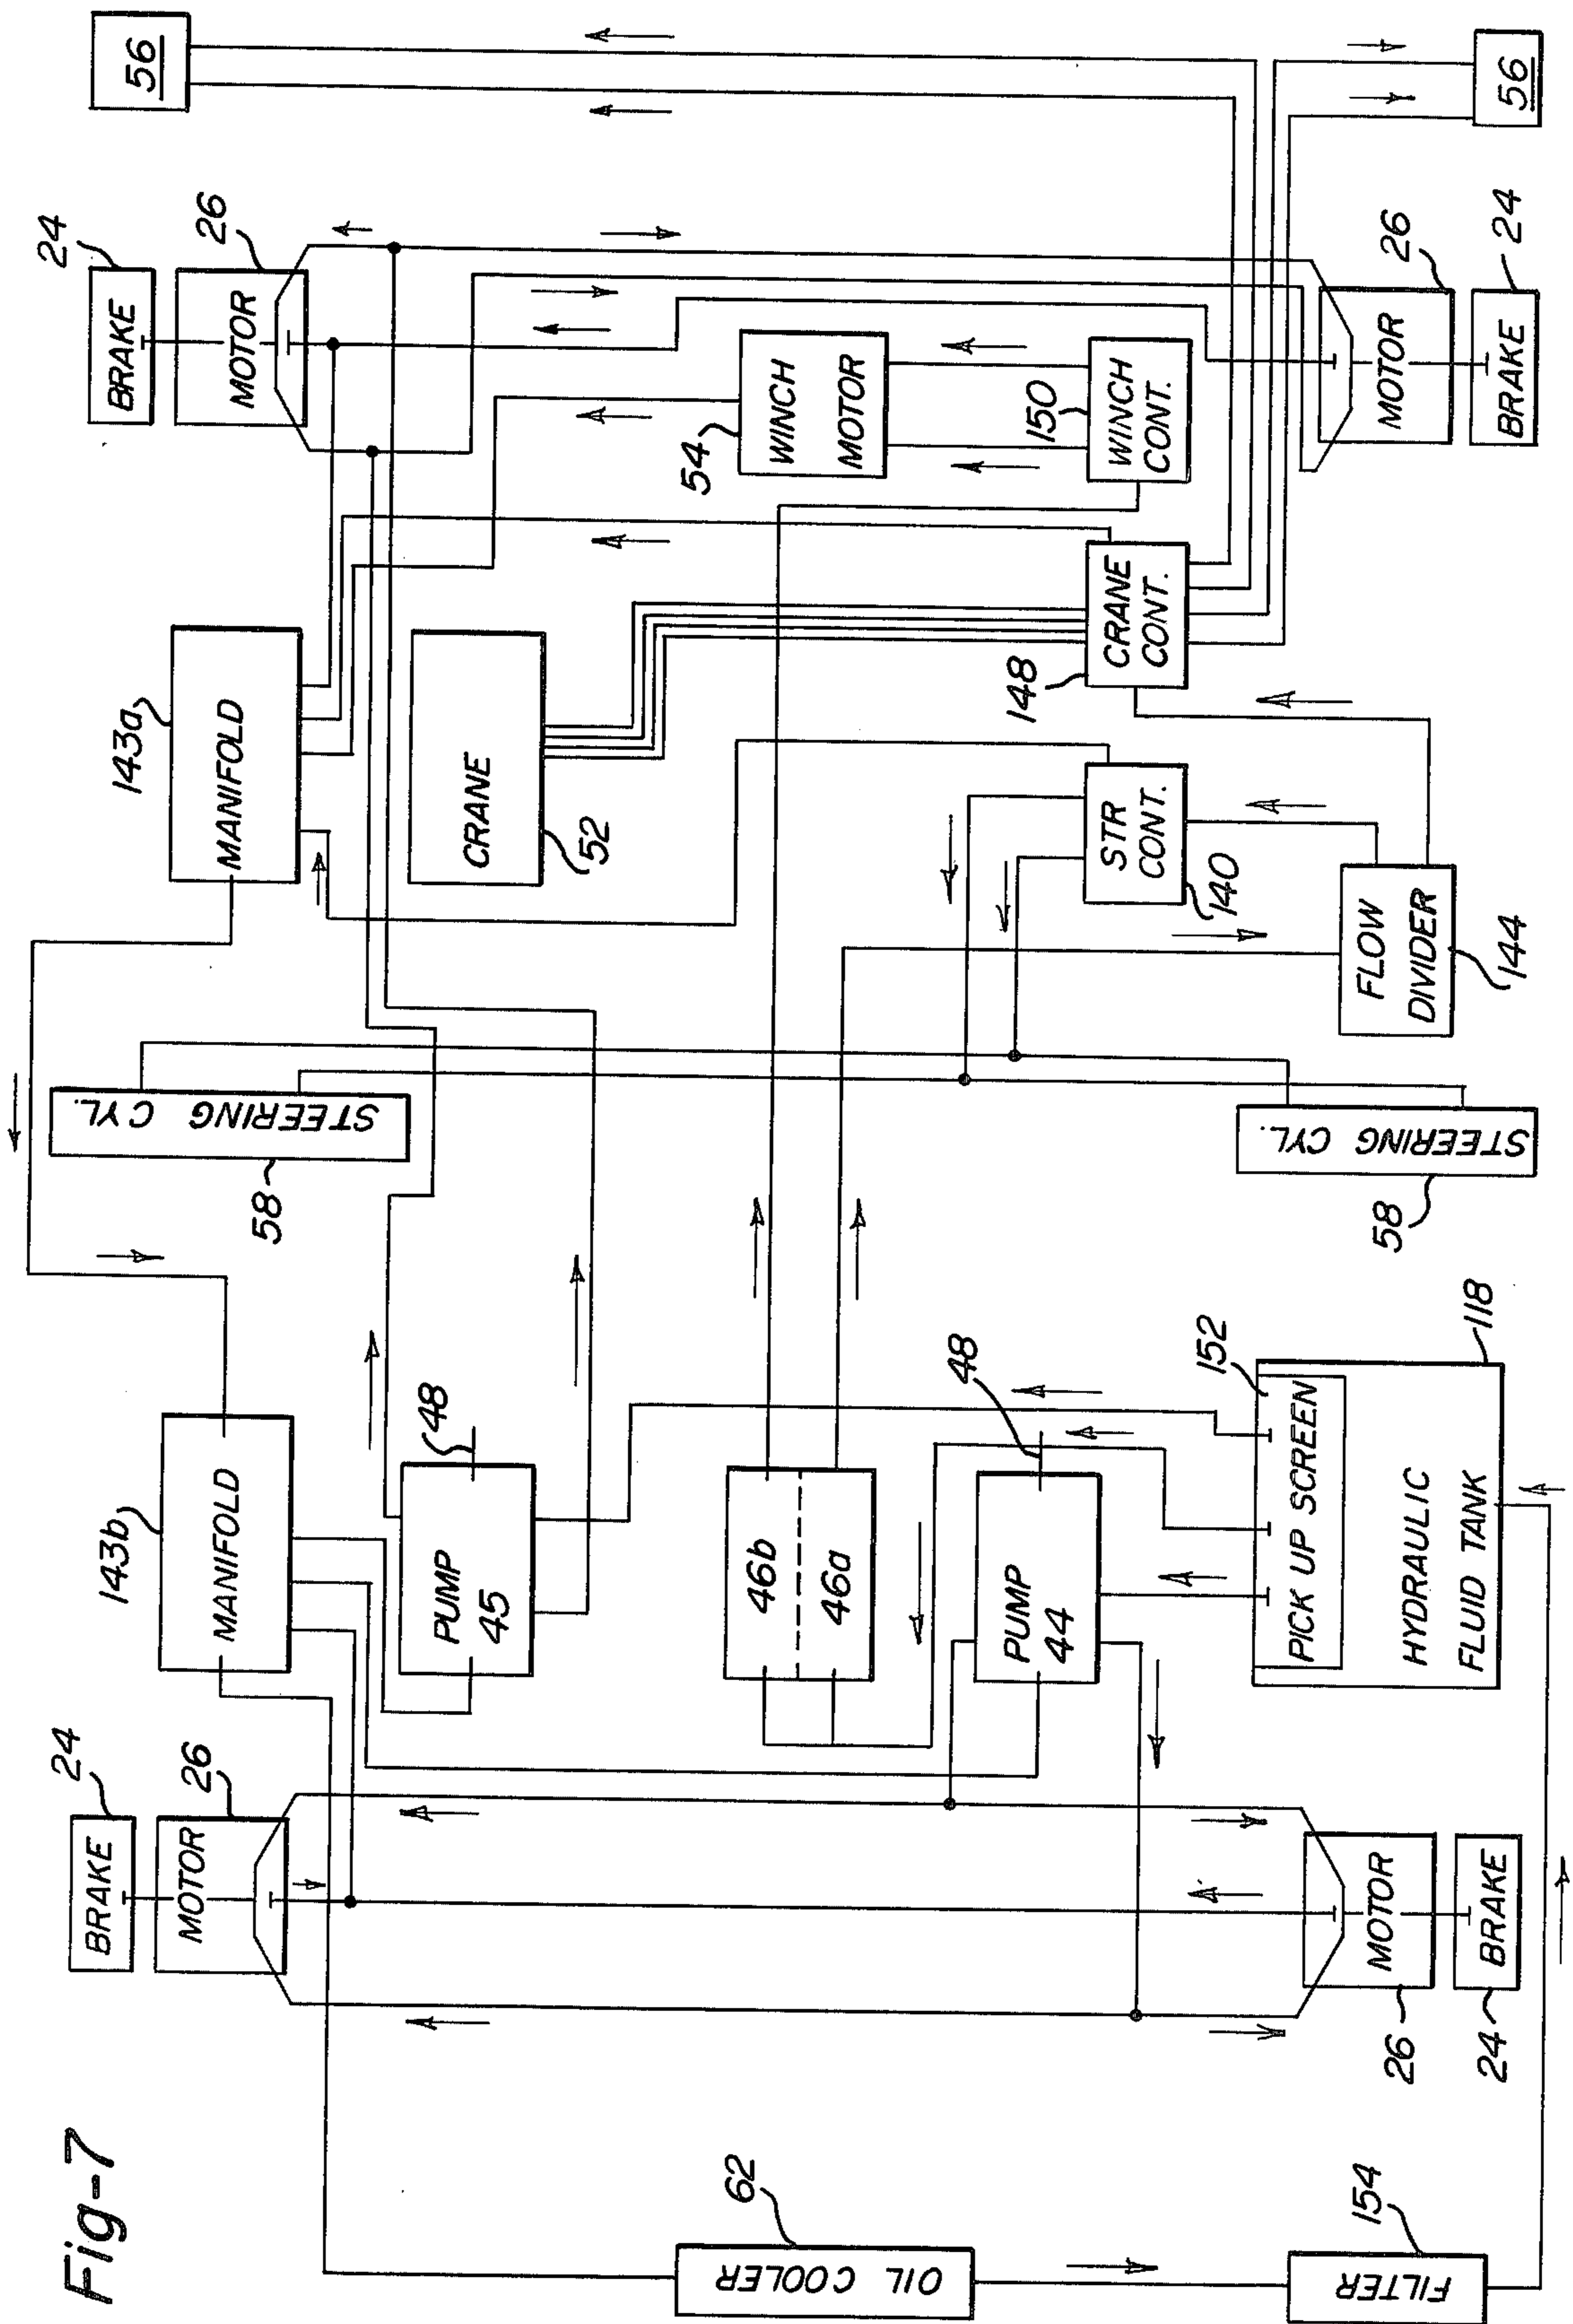 Fig-7
24
BRAKE
26
MOTOR
143b
MANIFOLD
58
STEERING CYL.
143a
MANIFOLD
24
BRAKE
26
MOTOR
56
PUMP
45
48
CRANE
52
46b
46a
54
WINCH
MOTOR
62
OIL COOLER
PUMP
44
48
STR
CONT.
140
148
CRANE
CONT.
150
WINCH
CONT.
154
FILTER
MOTOR
26
BRAKE
24
152
PICK UP SCREEN
HYDRAULIC
FLUID TANK
118
STEERING CYL.
58
FLOW
DIVIDER
144
MOTOR
26
BRAKE
24
56